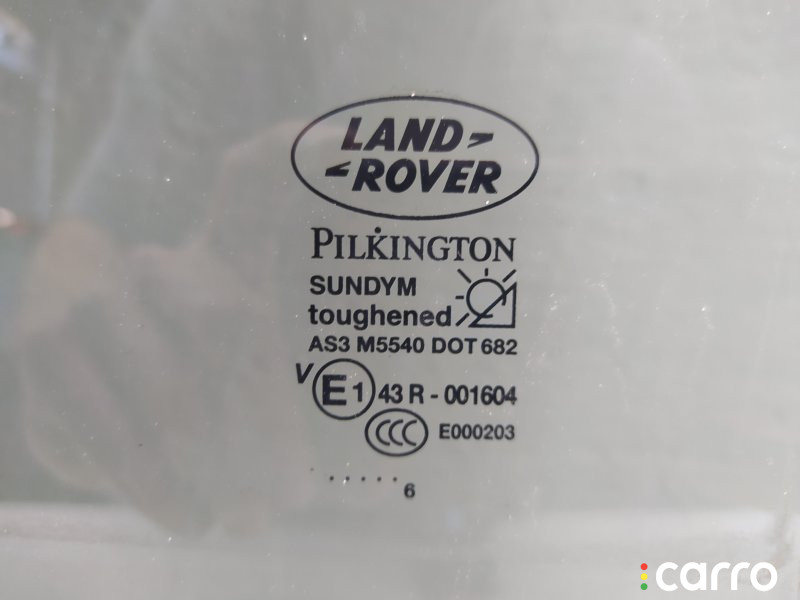 LAND
ROVER
PILKINGTON
SUNDYM
toughened
AS3 M5540 DOT 682
V E1 43 R - 001604
CCC E000203
......6
carro